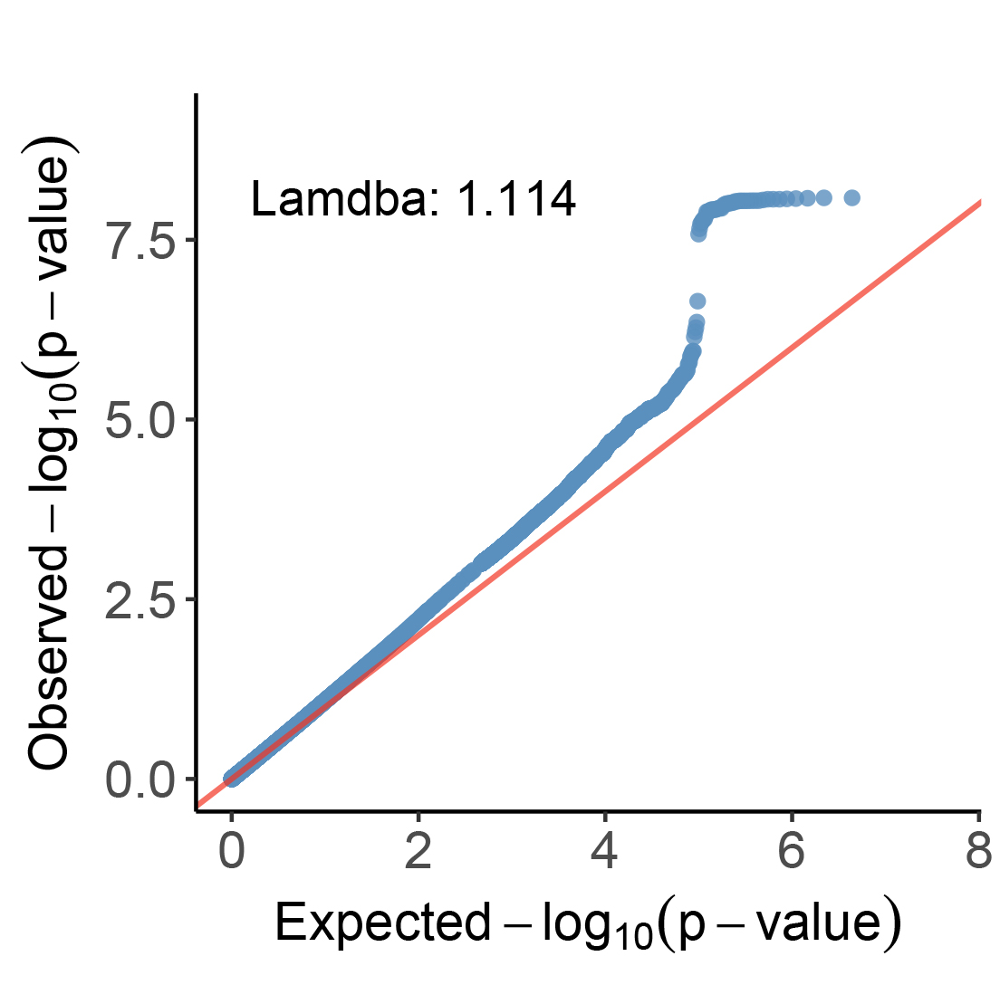 Lamdba: 1.114
Observed – log10(p – value)
7.5
5.0
2.5
0.0
0 2 4 6 8
Expected – log10(p – value)